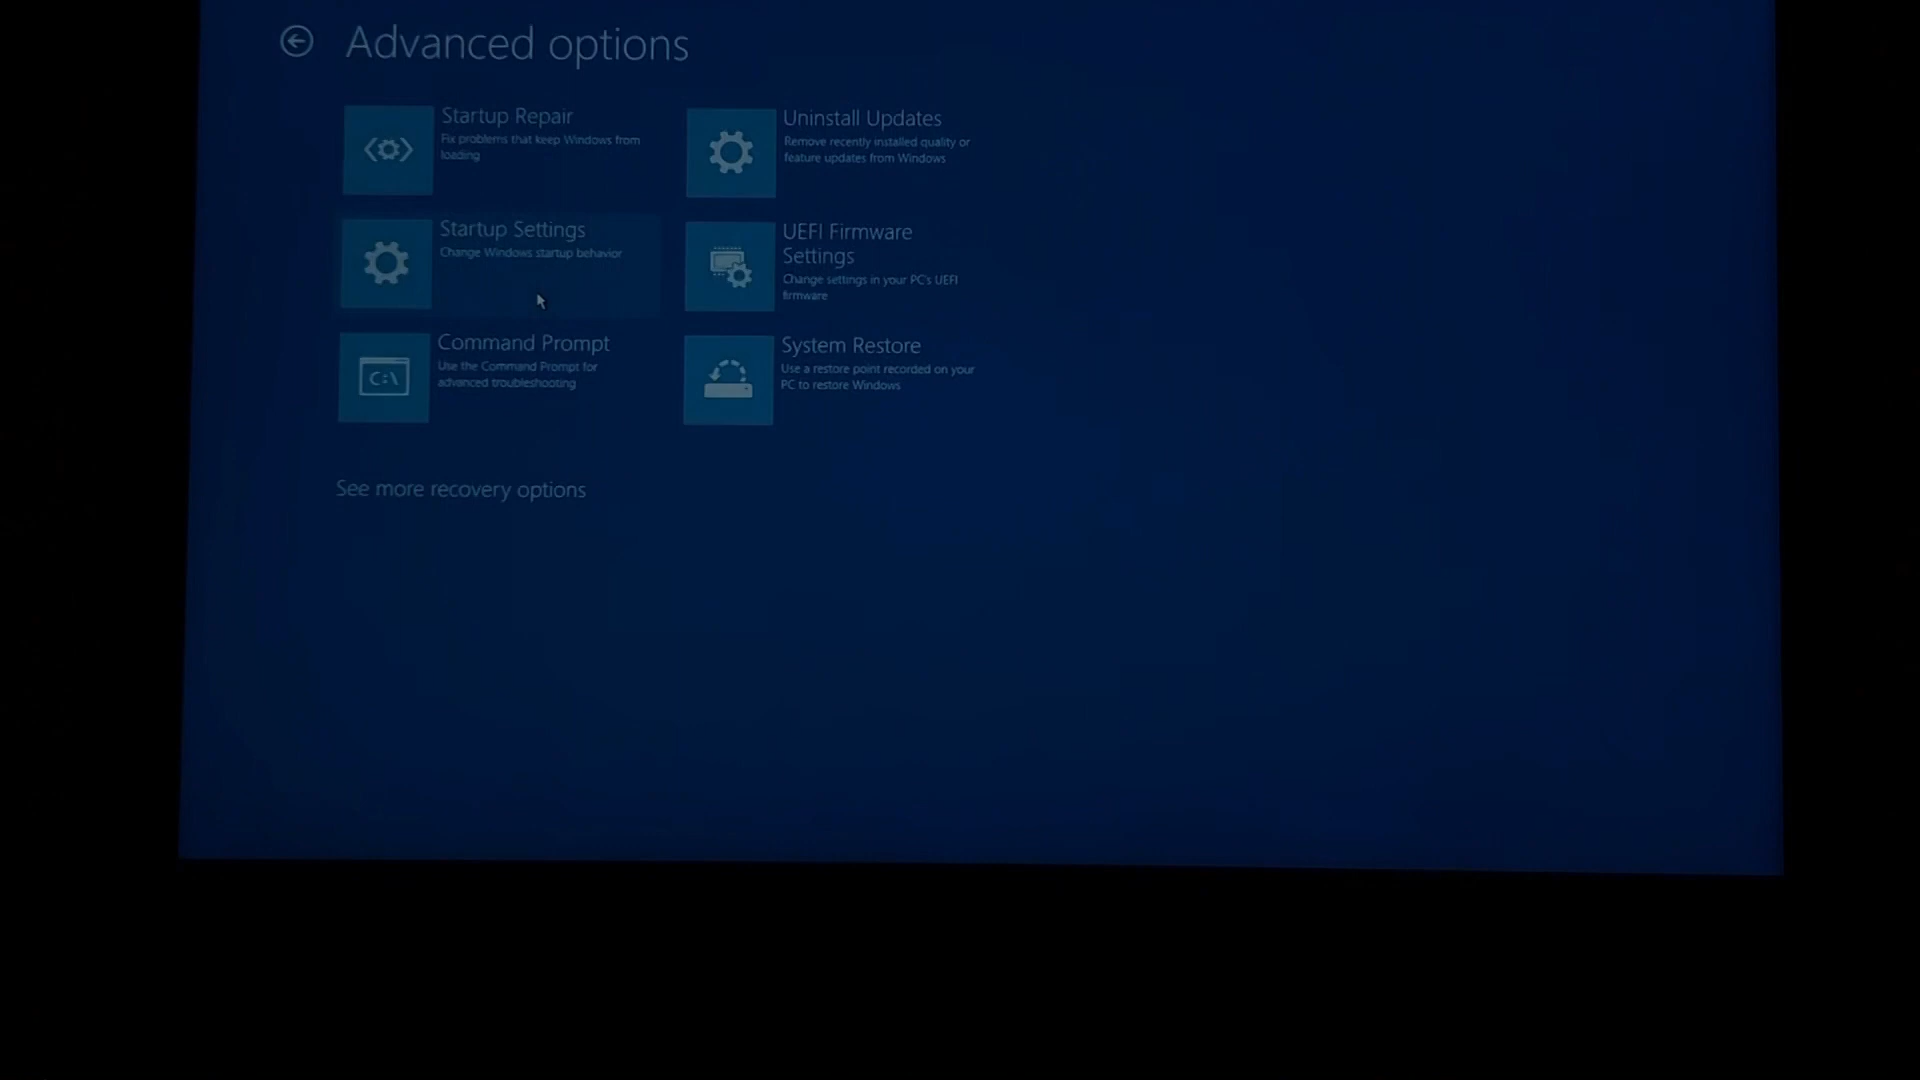 Advanced options
Startup Repair
Fix problems that keep Windows from
loading
Uninstall Updates
Remove recently installed quality or
feature updates from Windows
Startup Settings
Change Windows startup behavior
UEFI Firmware
Settings
Change settings in your PC's UEFI
firmware
Command Prompt
Use the Command Prompt for
advanced troubleshooting
C:\
System Restore
Use a restore point recorded on your
PC to restore Windows
See more recovery options